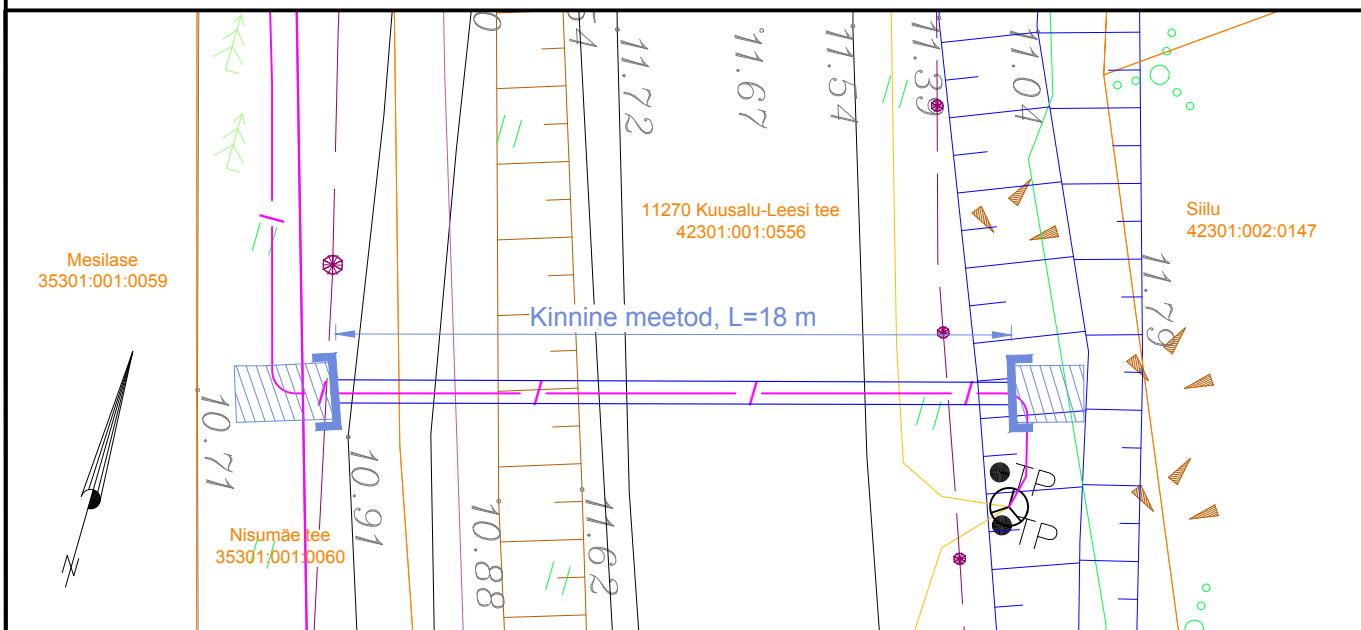 54
11.72
11.67
11.54
11.39
11.04
11270 Kuusalu-Leesi tee
42301:001:0556
Siilu
42301:002:0147
Mesilase
35301:001:0059
11.79
Kinnine meetod, L=18 m
10.71
10.91
10.88
11.62
TP
TP
Nisumäe tee
35301:001:0060
N